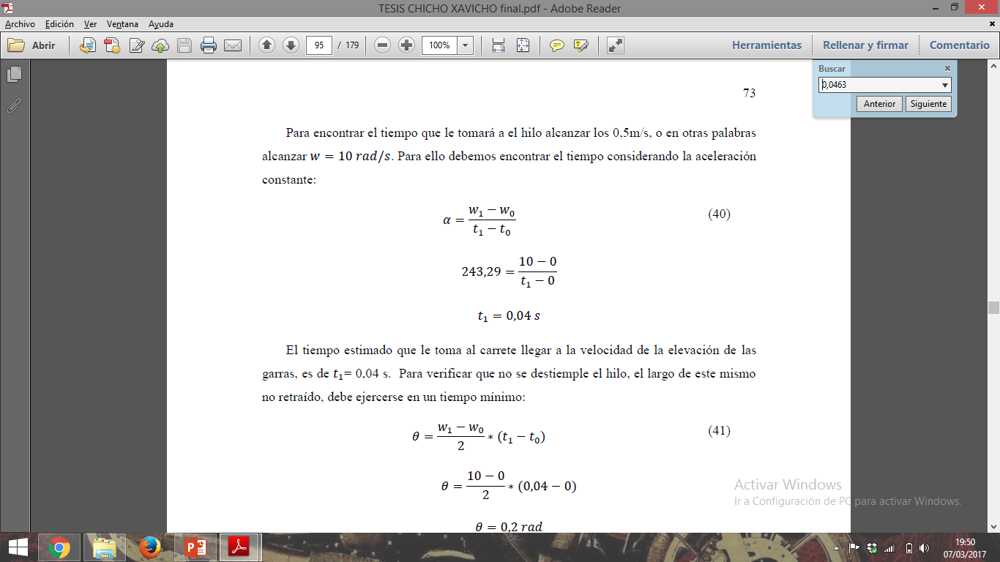 TESIS CHICHO XAVICHO final.pdf - Adobe Reader
Archivo Edición Ver Ventana Ayuda
Abrir 95 / 179 100% Herramientas Rellenar y firmar Comentario
Buscar
0,0463
Anterior Siguiente
73
Para encontrar el tiempo que le tomará a el hilo alcanzar los 0,5m/s, o en otras palabras
alcanzar w = 10 rad/s. Para ello debemos encontrar el tiempo considerando la aceleración
constante:
α = (w₁ − w₀)/(t₁ − t₀) (40)
243,29 = (10 − 0)/(t₁ − 0)
t₁ = 0,04 s
El tiempo estimado que le toma al carrete llegar a la velocidad de la elevación de las
garras, es de t₁= 0,04 s. Para verificar que no se destiemple el hilo, el largo de este mismo
no retraído, debe ejercerse en un tiempo mínimo:
θ = (w₁ − w₀)/2 ∗ (t₁ − t₀) (41)
θ = (10 − 0)/2 ∗ (0,04 − 0)
θ = 0,2 rad
Activar Windows
Ir a Configuración de PC para activar Windows.
19:50
07/03/2017